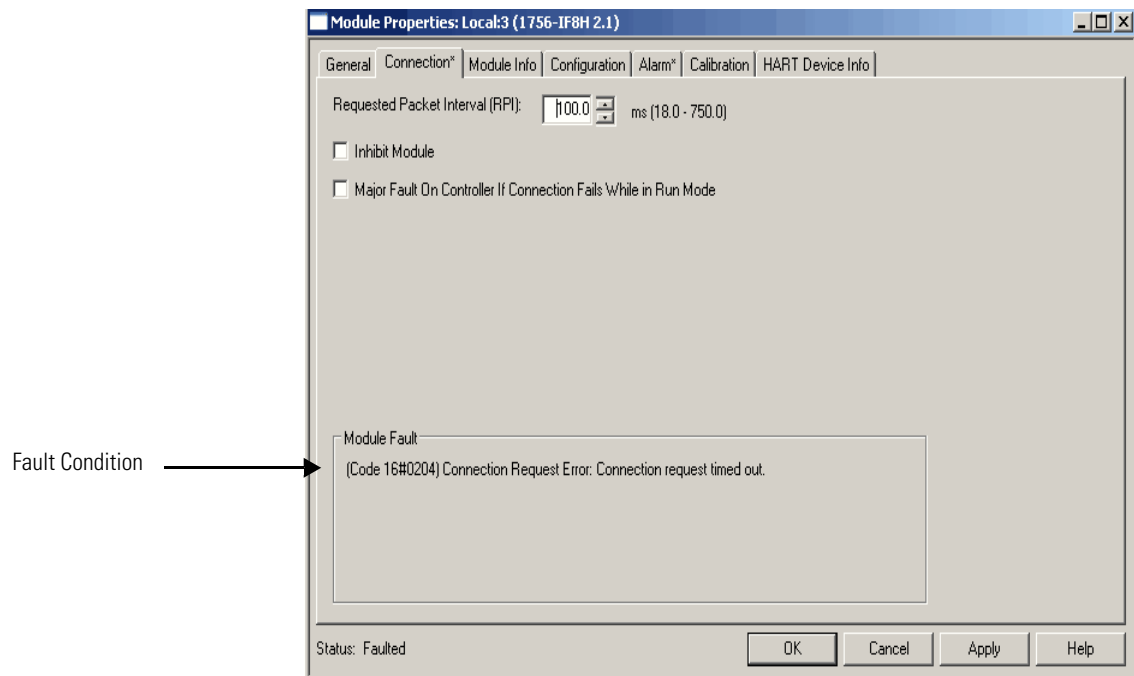 Module Properties: Local:3 (1756-IF8H 2.1)
General Connection* Module Info Configuration Alarm* Calibration HART Device Info
Requested Packet Interval (RPI): 100.0 ms (18.0 - 750.0)
Inhibit Module
Major Fault On Controller If Connection Fails While in Run Mode
Module Fault
Fault Condition
(Code 16#0204) Connection Request Error: Connection request timed out.
Status: Faulted OK Cancel Apply Help